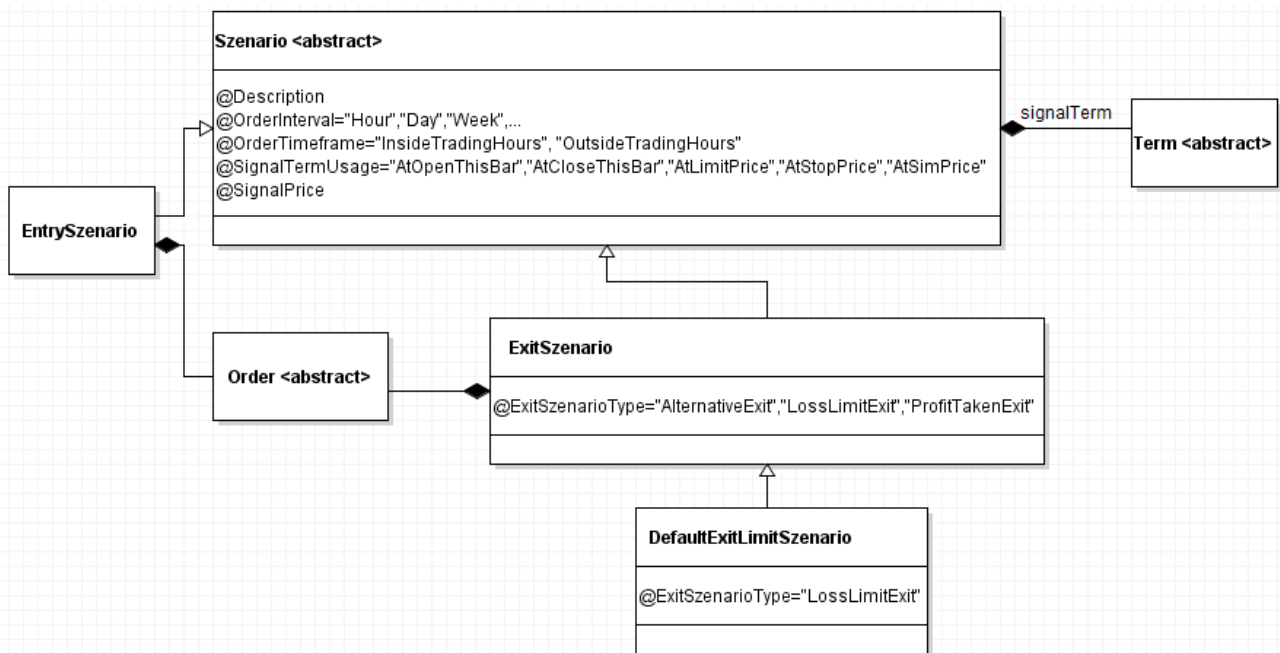 Szenario <abstract>
@Description
@OrderInterval="Hour","Day","Week",...
@OrderTimeframe="InsideTradingHours", "OutsideTradingHours"
@SignalTermUsage="AtOpenThisBar","AtCloseThisBar","AtLimitPrice","AtStopPrice","AtSimPrice"
@SignalPrice
signalTerm
Term <abstract>
EntrySzenario
Order <abstract>
ExitSzenario
@ExitSzenarioType="AlternativeExit","LossLimitExit","ProfitTakenExit"
DefaultExitLimitSzenario
@ExitSzenarioType="LossLimitExit"